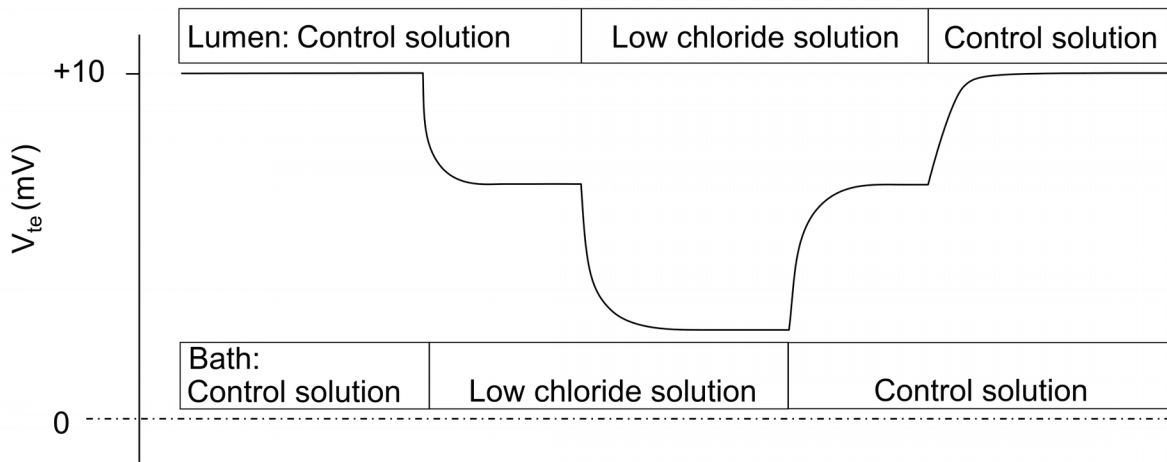 Lumen: Control solution
Low chloride solution
Control solution
+10
Vte (mV)
Bath:
Control solution
Low chloride solution
Control solution
0